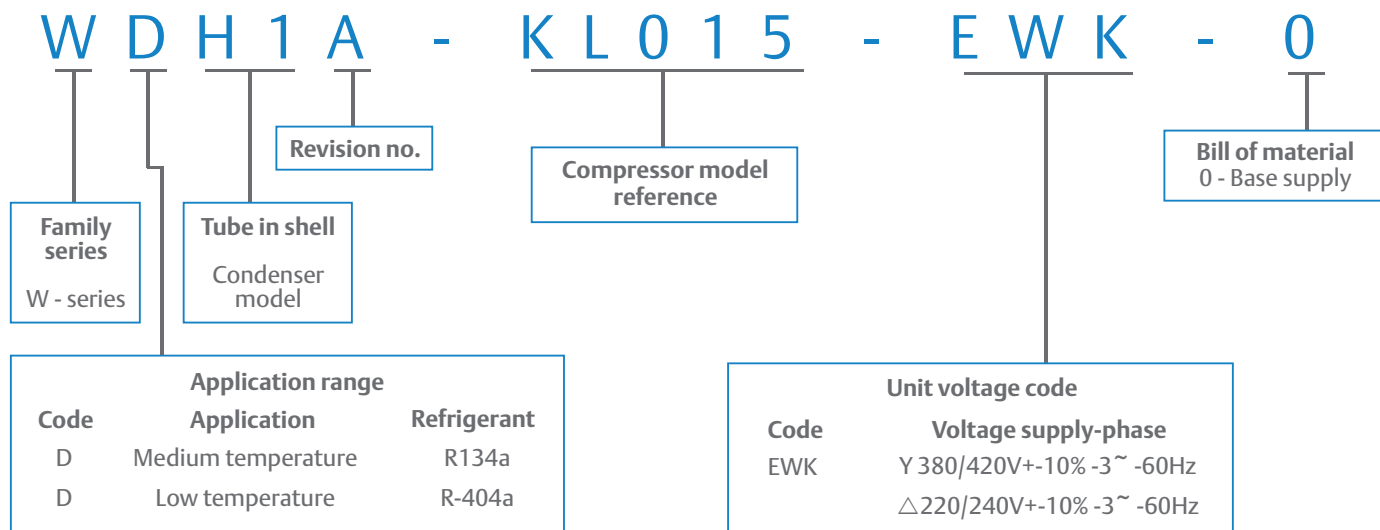 W D H 1 A - K L 0 1 5 - E W K - 0
Revision no.
Compressor model
reference
Bill of material
0 - Base supply
Family
series
W - series
Tube in shell
Condenser
model
Application range
Code Application Refrigerant
D Medium temperature R134a
D Low temperature R-404a
Unit voltage code
Code Voltage supply-phase
EWK Y 380/420V+-10% -3~ -60Hz
△220/240V+-10% -3~ -60Hz